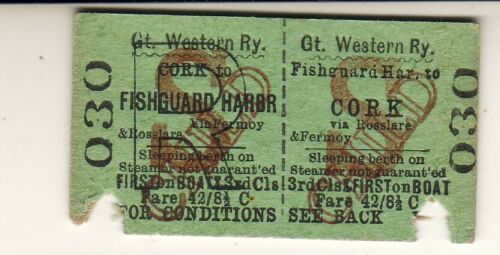 030
Gt. Western Ry.
CORK to
FISHGUARD HARBR
via Fermoy
&Rosslare
Sleeping berth on
Steamer not guarant'ed
FIRST on BOAT & 3rd Cls
Fare 42/8½ C
FOR CONDITIONS
Gt. Western Ry.
Fishguard Har. to
CORK
via Rosslare
&Fermoy
Sleeping berth on
Steamer not guarant'ed
3rd Cls & FIRST on BOAT
Fare 42/8½ C
SEE BACK
030